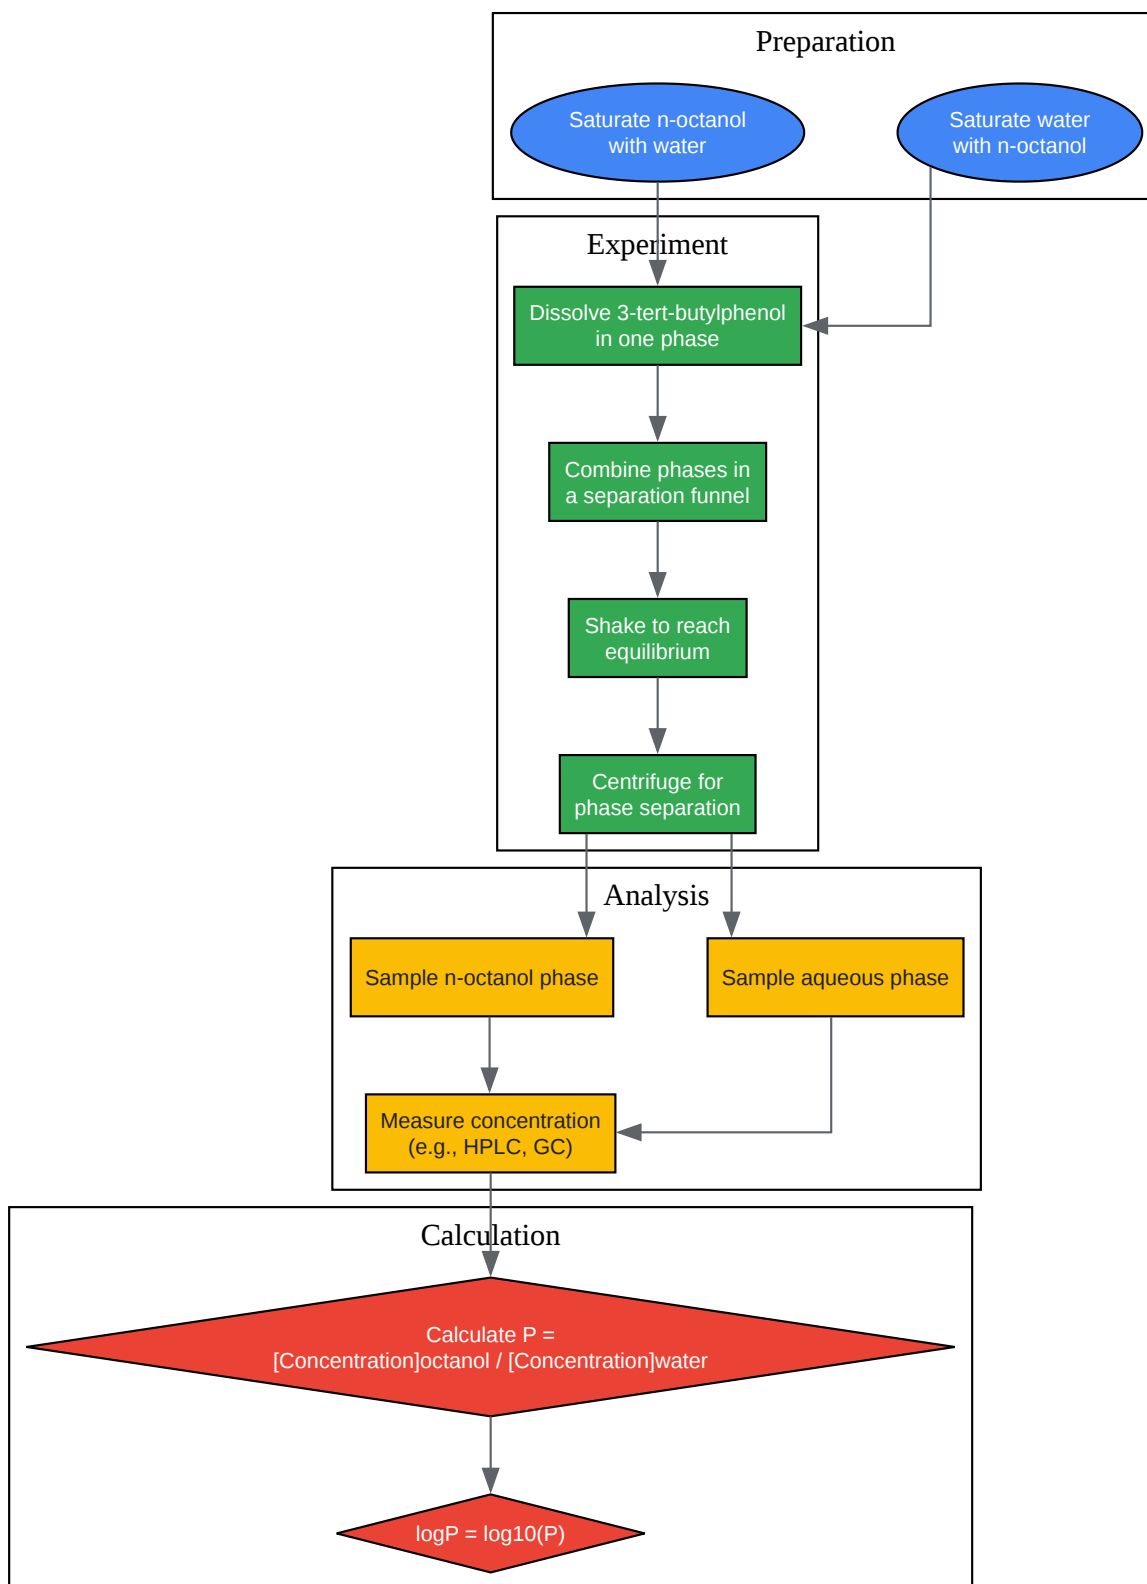 Preparation
Saturate n-octanol
with water
Saturate water
with n-octanol
Experiment
Dissolve 3-tert-butylphenol
in one phase
Combine phases in
a separation funnel
Shake to reach
equilibrium
Centrifuge for
phase separation
Analysis
Sample n-octanol phase
Sample aqueous phase
Measure concentration
(e.g., HPLC, GC)
Calculation
Calculate P =
[Concentration]octanol / [Concentration]water
logP = log10(P)